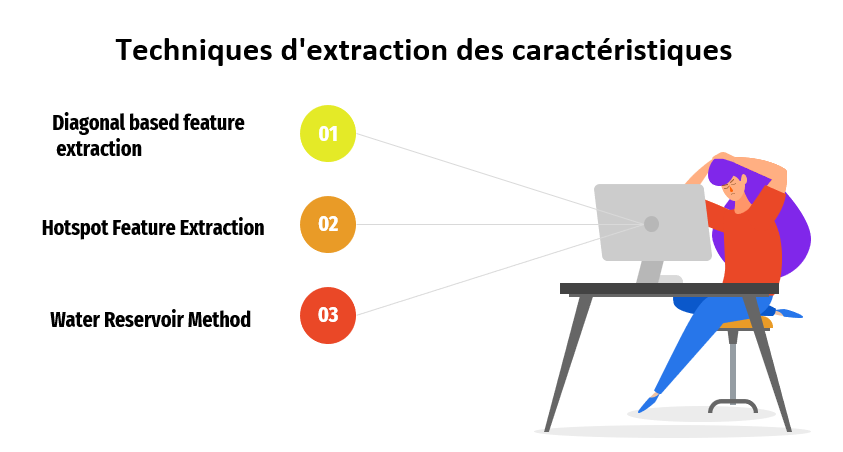 Techniques d'extraction des caractéristiques
Diagonal based feature
extraction
01
Hotspot Feature Extraction
02
Water Reservoir Method
03